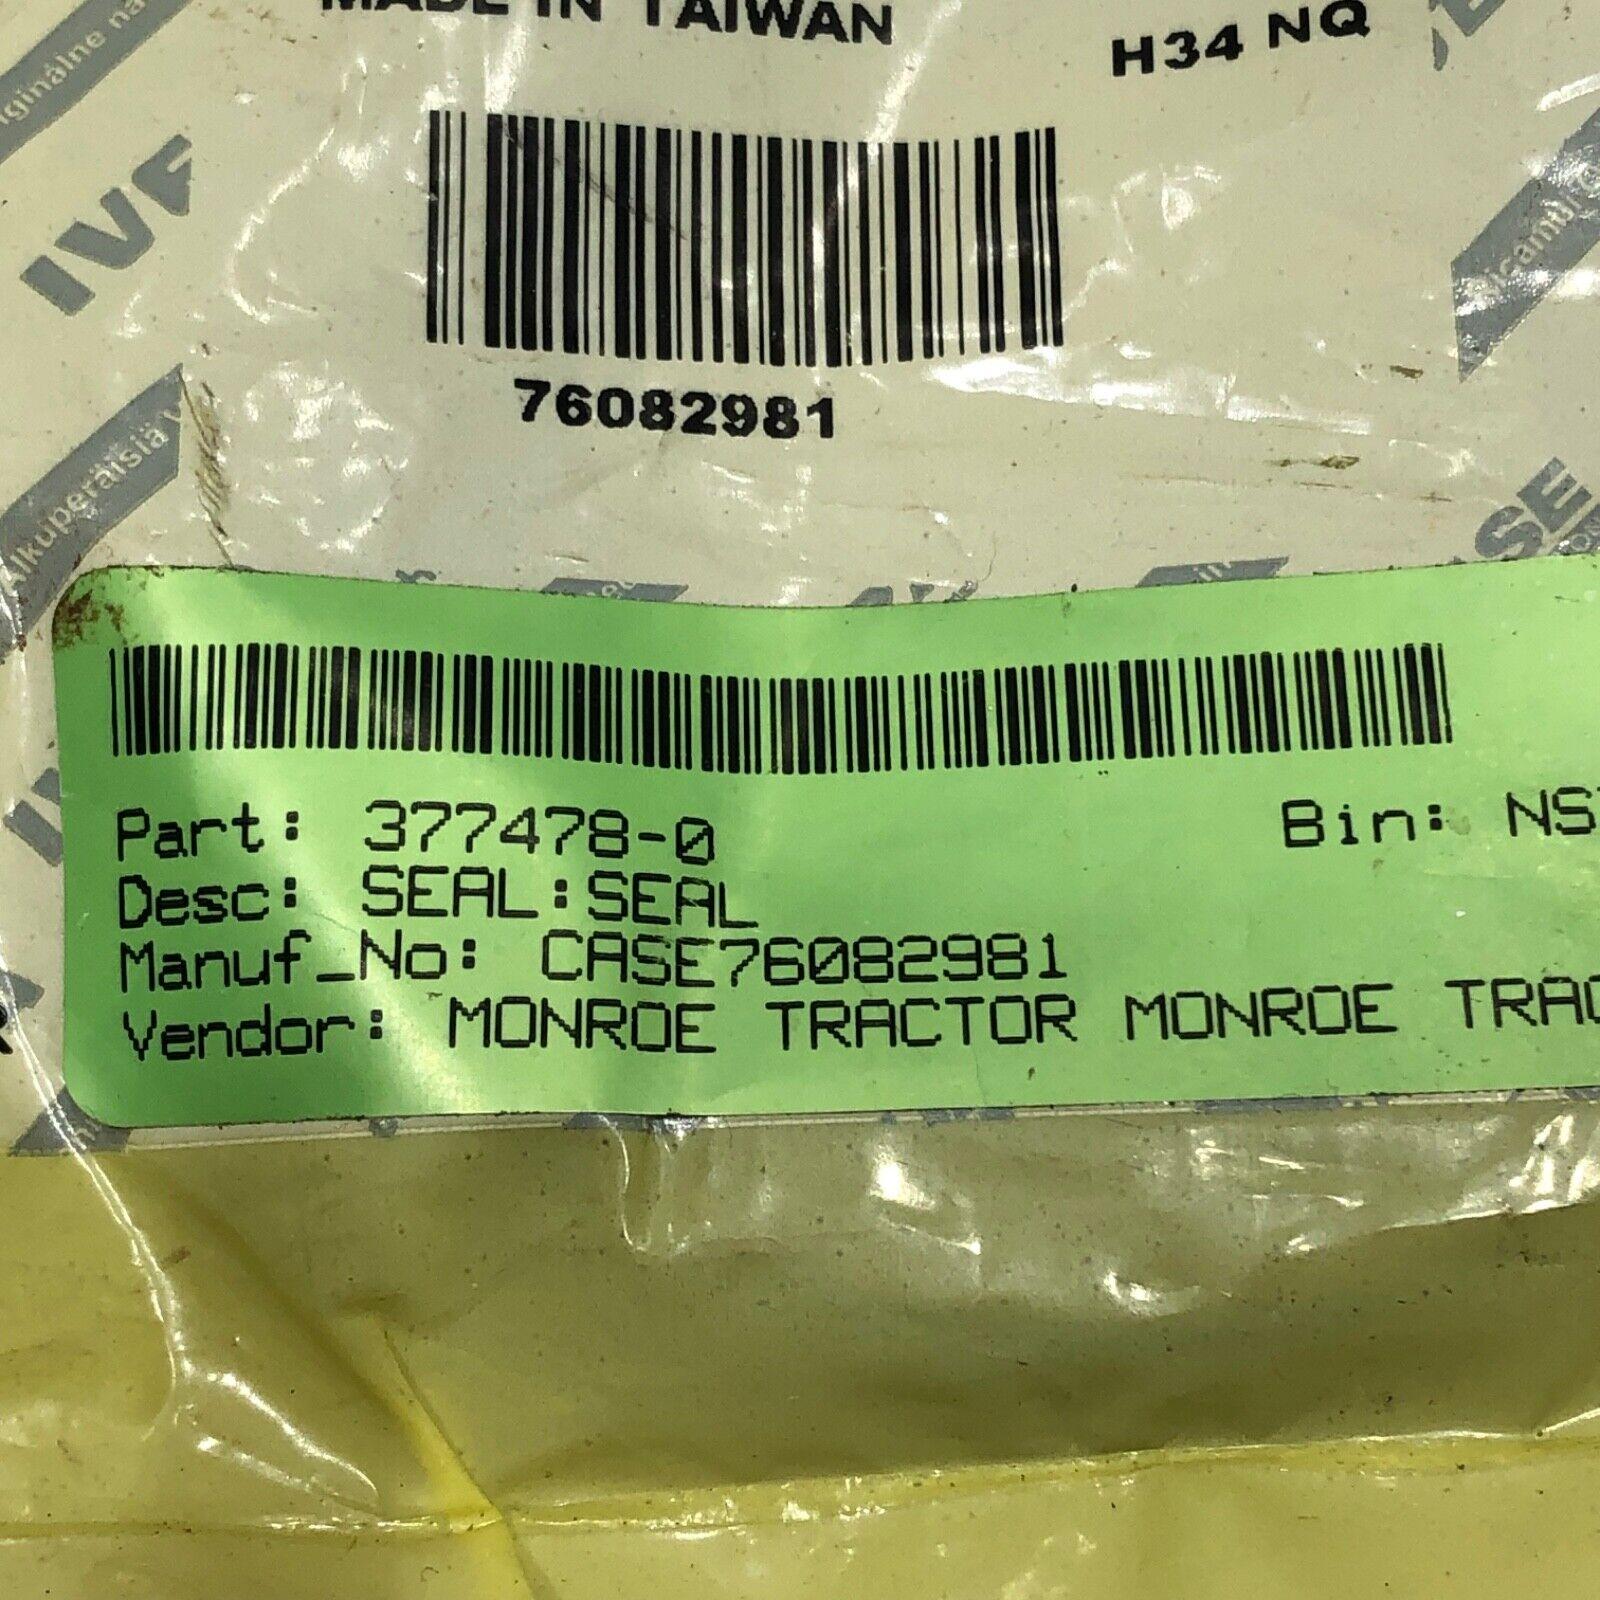 MADE IN TAIWAN
H34 NQ
76082981
Alkuperäisiä
Part: 377478-0
Bin:
Desc: SEAL:SEAL
Manuf_No: CASE76082981
Vendor: MONROE TRACTOR MONROE